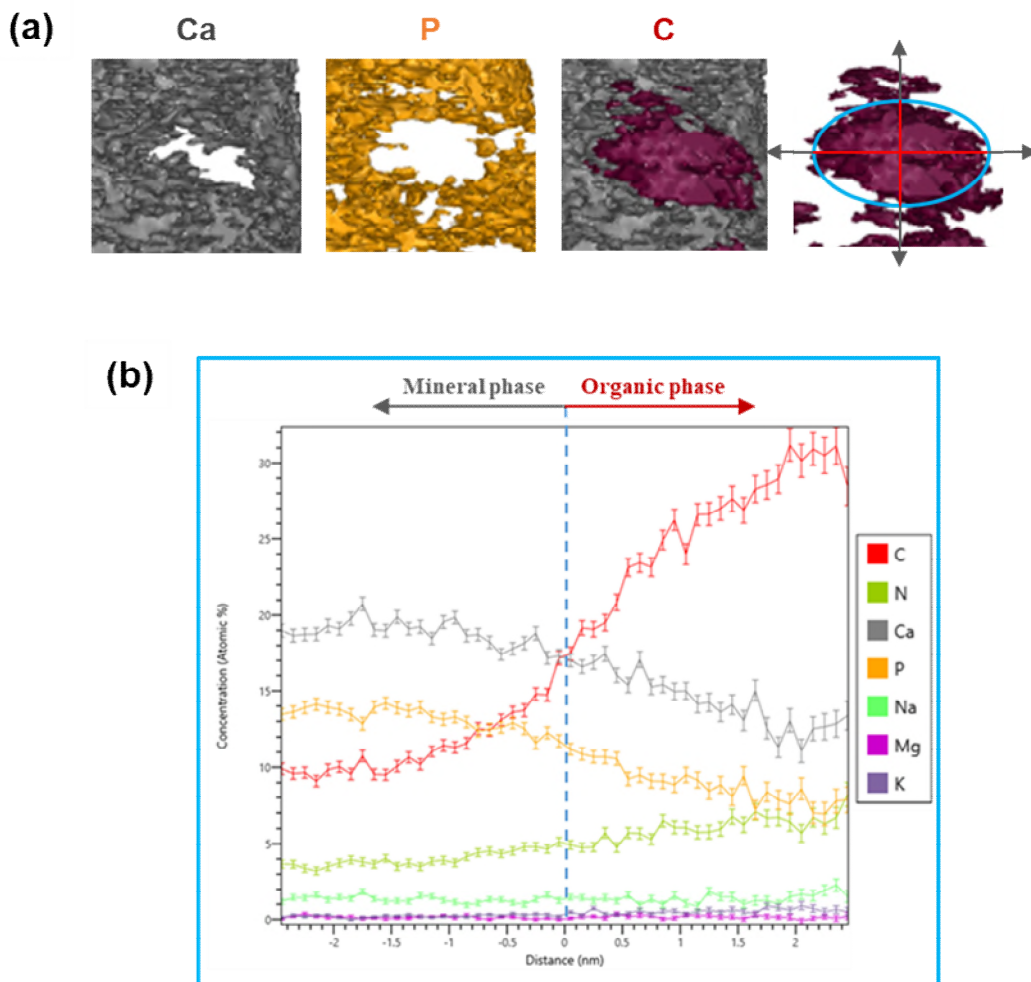 (a)
Ca P C
(b)
Mineral phase Organic phase
Concentration (Atomic %)
30
25
20
15
10
5
0
-2 -1.5 -1 -0.5 0 0.5 1 1.5 2
Distance (nm)
C
N
Ca
P
Na
Mg
K